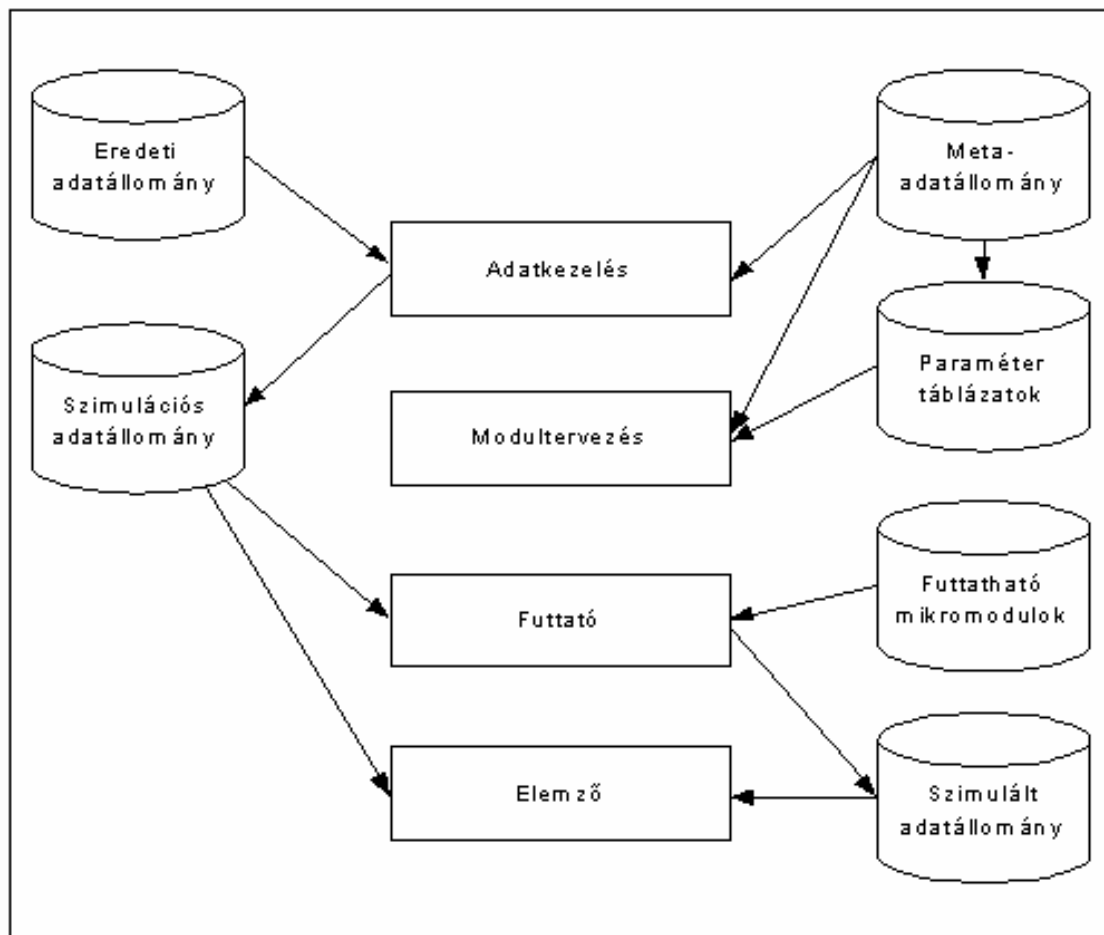 Eredeti
adatállomány
Meta-
adatállomány
Adatkezelés
Szimulációs
adatállomány
Paraméter
táblázatok
Modultervezés
Futtató
Futtatható
mikromodulok
Elemző
Szimulált
adatállomány